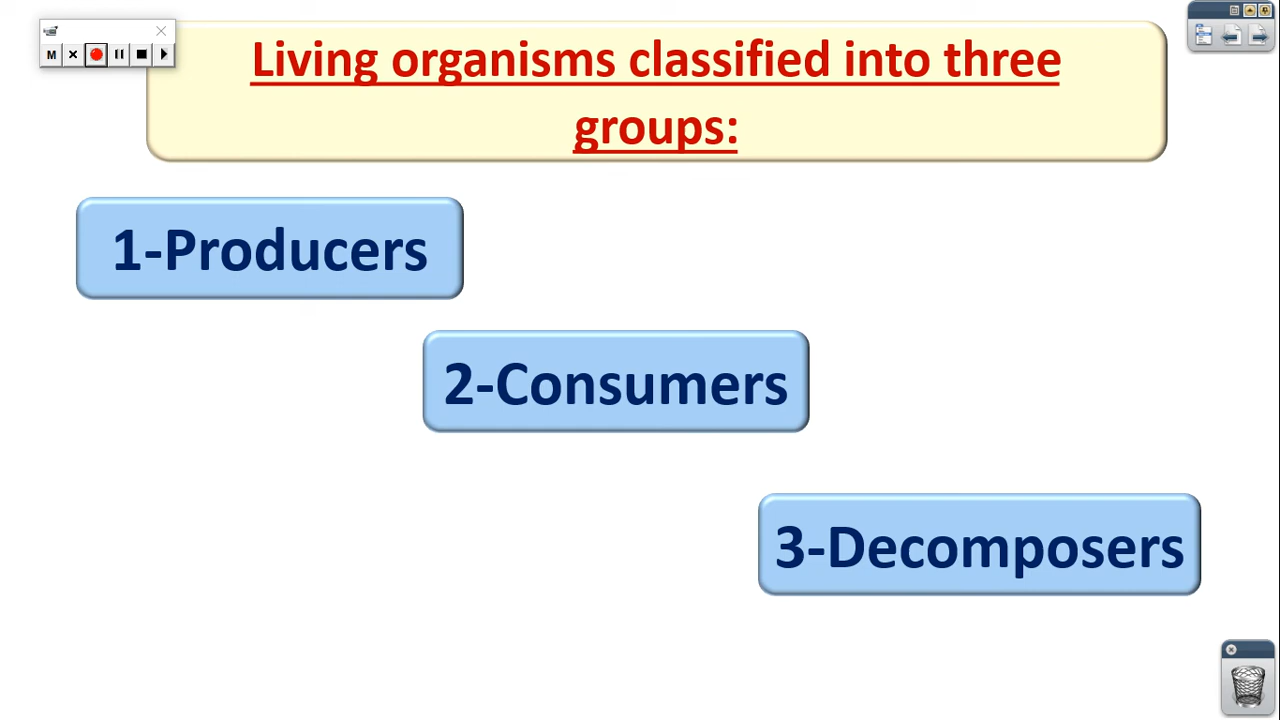 M
Living organisms classified into three
groups:
1-Producers
2-Consumers
3-Decomposers